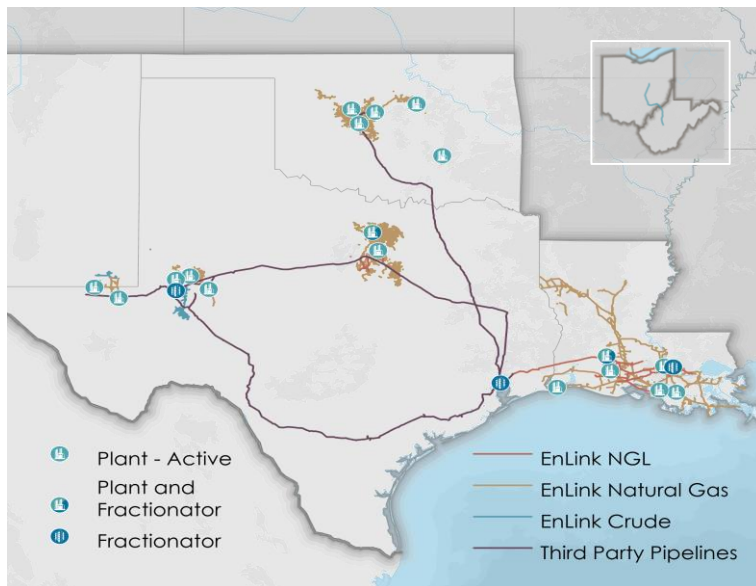 Plant - Active
Plant and
Fractionator
Fractionator
EnLink NGL
EnLink Natural Gas
EnLink Crude
Third Party Pipelines